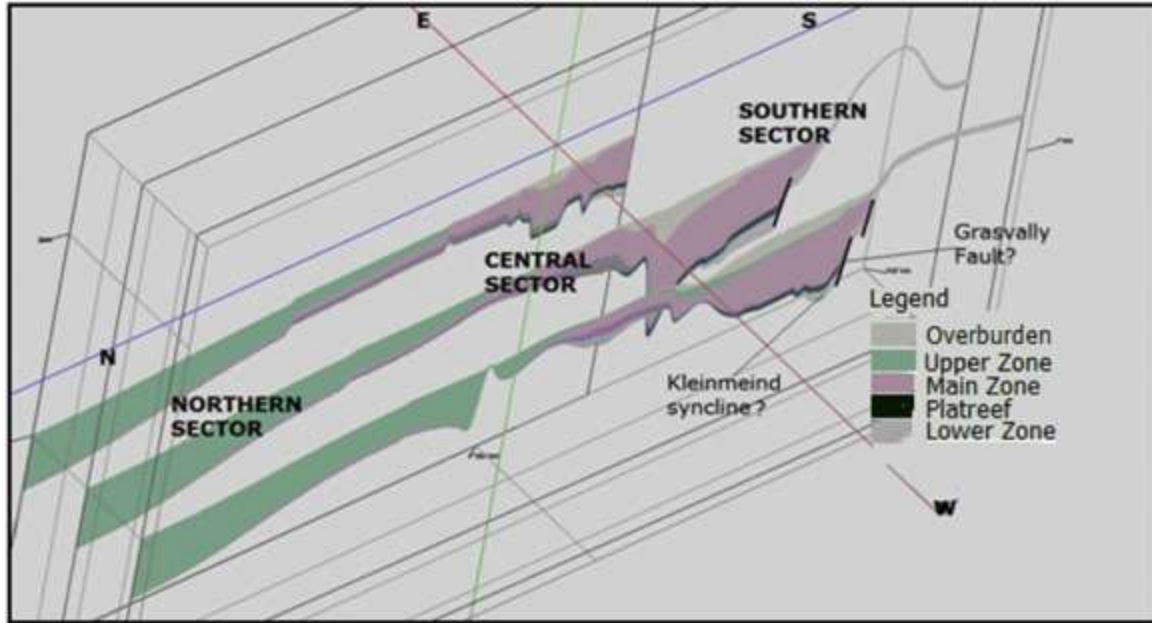 E
S
SOUTHERN
SECTOR
CENTRAL
SECTOR
Grasvally
Fault?
N
Legend
Overburden
Upper Zone
Main Zone
Platreef
Lower Zone
Kleinmeind
syncline?
NORTHERN
SECTOR
W